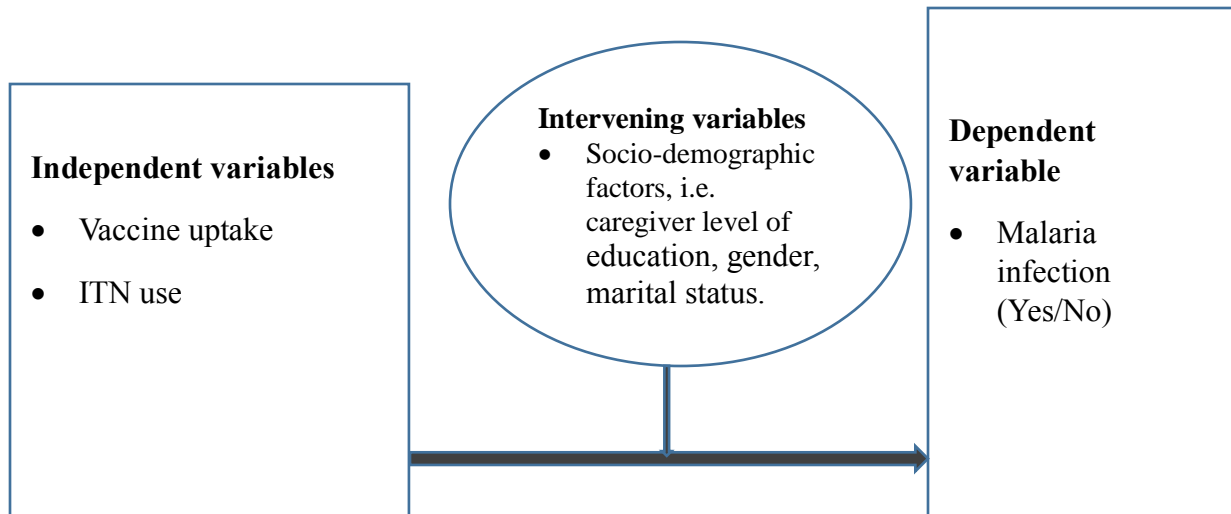 Independent variables
• Vaccine uptake
• ITN use
Intervening variables
• Socio-demographic
factors, i.e.
caregiver level of
education, gender,
marital status.
Dependent
variable
• Malaria
infection
(Yes/No)